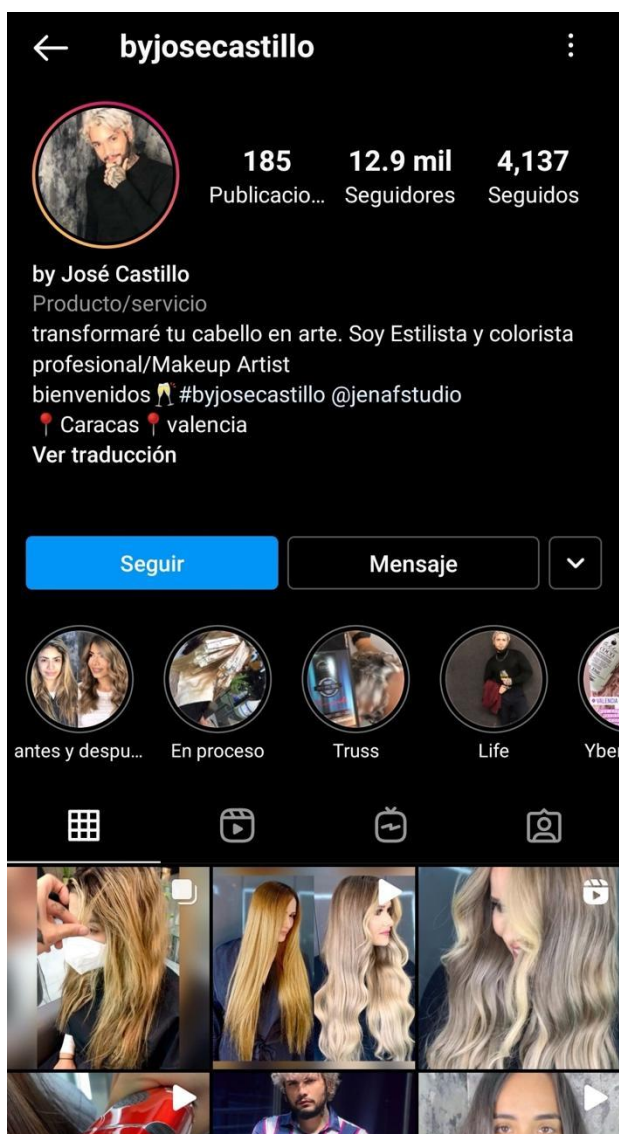 byjosecastillo
185
12.9 mil
4,137
Publicacio...
Seguidores
Seguidos
by José Castillo
Producto/servicio
transformaré tu cabello en arte. Soy Estilista y colorista
profesional/Makeup Artist
bienvenidos🥂#byjosecastillo @jenafstudio
📍Caracas📍valencia
Ver traducción
Seguir
Mensaje
antes y despu...
En proceso
Truss
Life
Yber